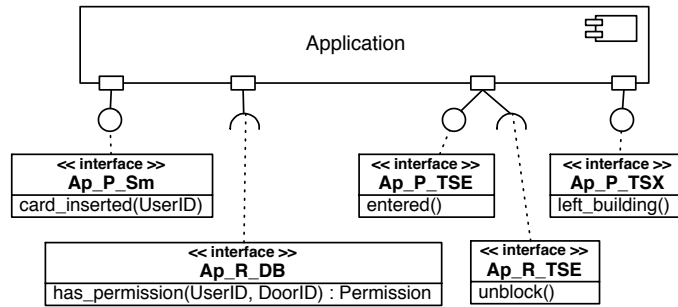 Application
<< interface >>
Ap_P_Sm
card_inserted(UserID)
<< interface >>
Ap_P_TSE
entered()
<< interface >>
Ap_P_TSX
left_building()
<< interface >>
Ap_R_DB
has_permission(UserID, DoorID) : Permission
<< interface >>
Ap_R_TSE
unblock()